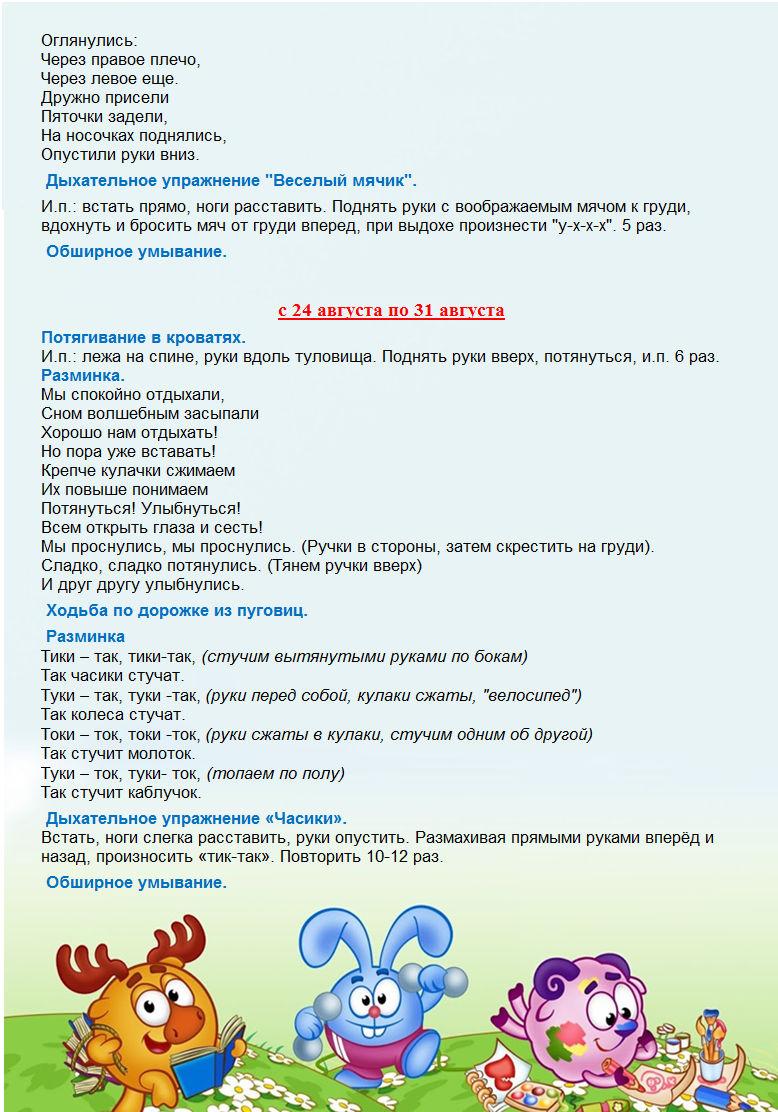 Оглянулись:
Через правое плечо,
Через левое еще.
Дружно присели
Пяточки задели,
На носочках поднялись,
Опустили руки вниз.
Дыхательное упражнение "Веселый мячик".
И.п.: встать прямо, ноги расставить. Поднять руки с воображаемым мячом к груди,
вдохнуть и бросить мяч от груди вперед, при выдохе произнести "у-х-х-х". 5 раз.
Обширное умывание.
с 24 августа по 31 августа
Потягивание в кроватях.
И.п.: лежа на спине, руки вдоль туловища. Поднять руки вверх, потянуться, и.п. 6 раз.
Разминка.
Мы спокойно отдыхали,
Сном волшебным засыпали
Хорошо нам отдыхать!
Но пора уже вставать!
Крепче кулачки сжимаем
Их повыше понимаем
Потянуться! Улыбнуться!
Всем открыть глаза и сесть!
Мы проснулись, мы проснулись. (Ручки в стороны, затем скрестить на груди).
Сладко, сладко потянулись. (Тянем ручки вверх)
И друг другу улыбнулись.
Ходьба по дорожке из пуговиц.
Разминка
Тики – так, тики-так, (стучим вытянутыми руками по бокам)
Так часики стучат.
Туки – так, туки -так, (руки перед собой, кулаки сжаты, "велосипед")
Так колеса стучат.
Токи – ток, токи -ток, (руки сжаты в кулаки, стучим одним об другой)
Так стучит молоток.
Туки – ток, туки- ток, (топаем по полу)
Так стучит каблучок.
Дыхательное упражнение «Часики».
Встать, ноги слегка расставить, руки опустить. Размахивая прямыми руками вперёд и
назад, произносить «тик-так». Повторить 10-12 раз.
Обширное умывание.